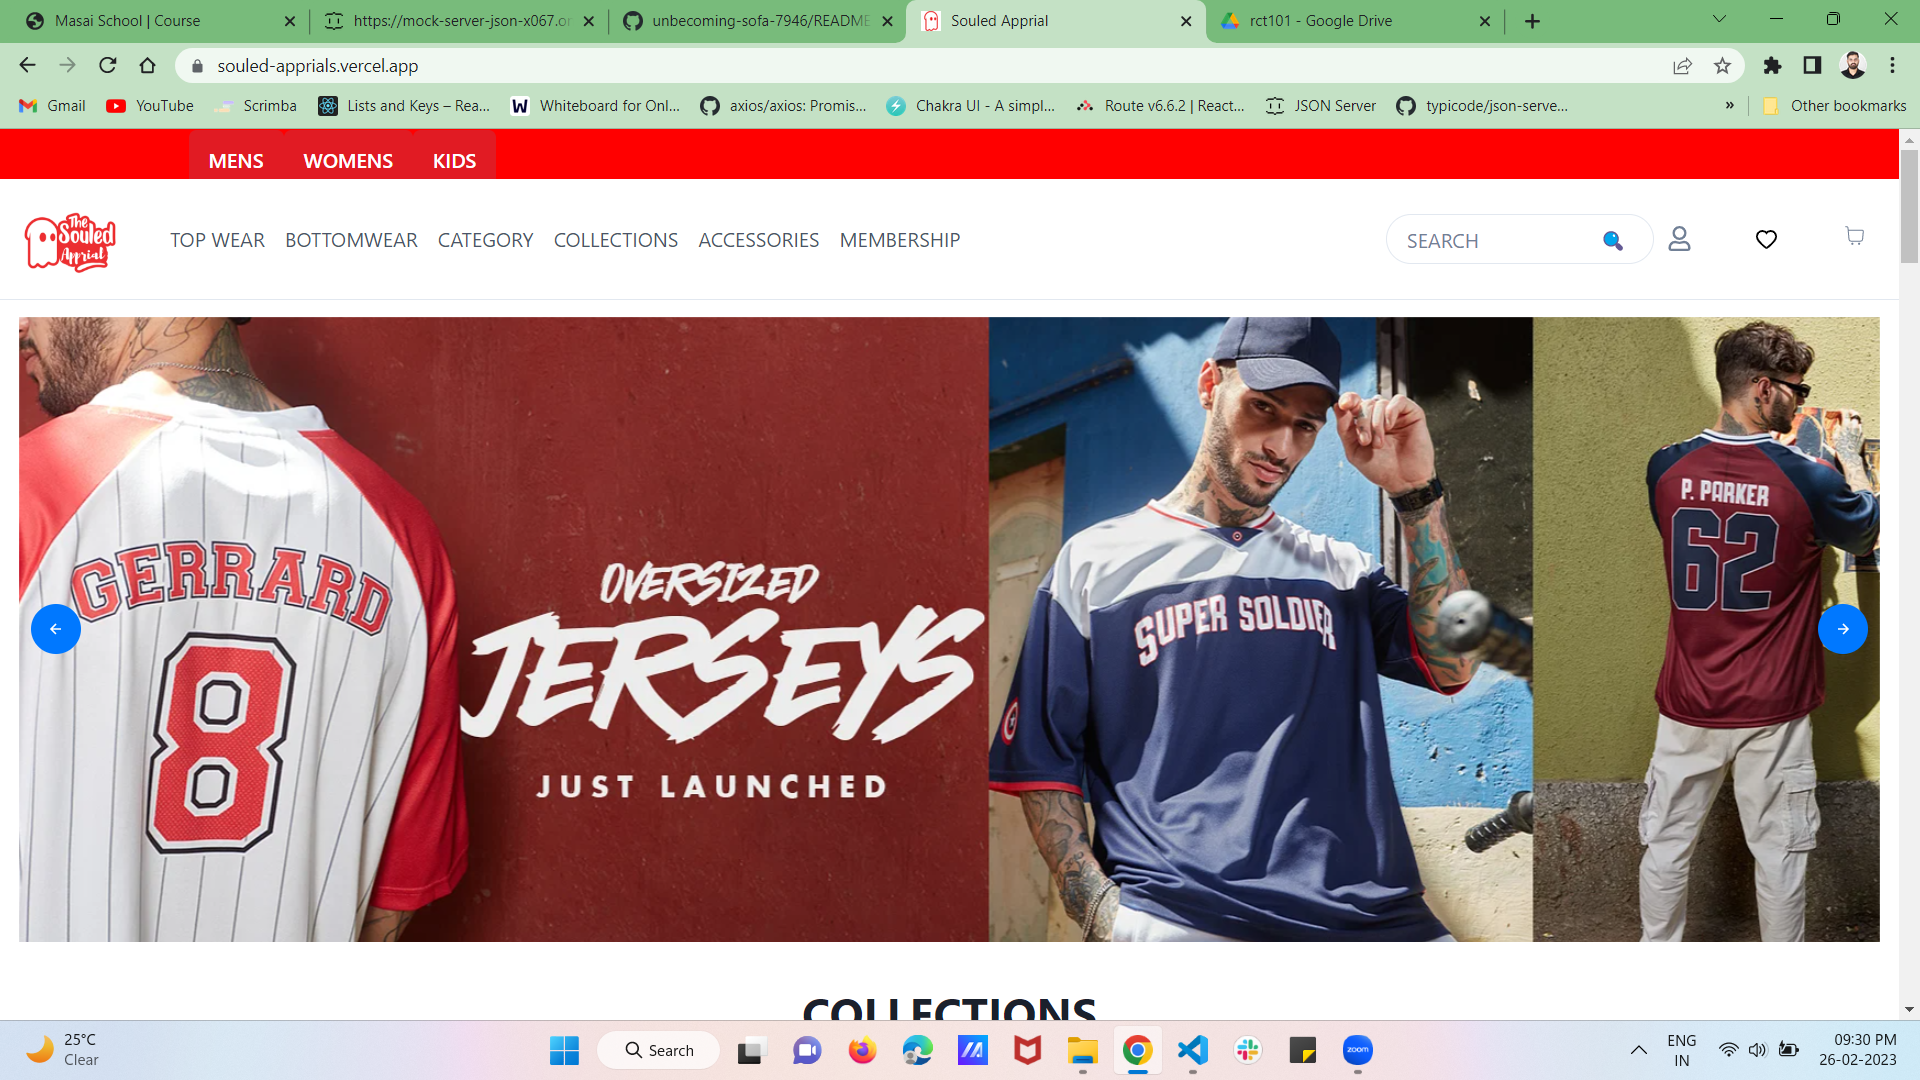 Masai School | Course
https://mock-server-json-x067.on
unbecoming-sofa-7946/README
Souled Apprial
rct101 - Google Drive
souled-apprials.vercel.app
Gmail
YouTube
Scrimba
Lists and Keys – Rea...
Whiteboard for Onl...
axios/axios: Promis...
Chakra UI - A simpl...
Route v6.6.2 | React...
JSON Server
typicode/json-serve...
»
Other bookmarks
MENS
WOMENS
KIDS
The
Souled
Apprial
TOP WEAR
BOTTOMWEAR
CATEGORY
COLLECTIONS
ACCESSORIES
MEMBERSHIP
SEARCH
GERRARD
8
OVERSIZED
JERSEYS
JUST LAUNCHED
SUPER SOLDIER
P. PARKER
62
COLLECTIONS
25°C
Clear
Search
zoom
ENG
IN
09:30 PM
26-02-2023